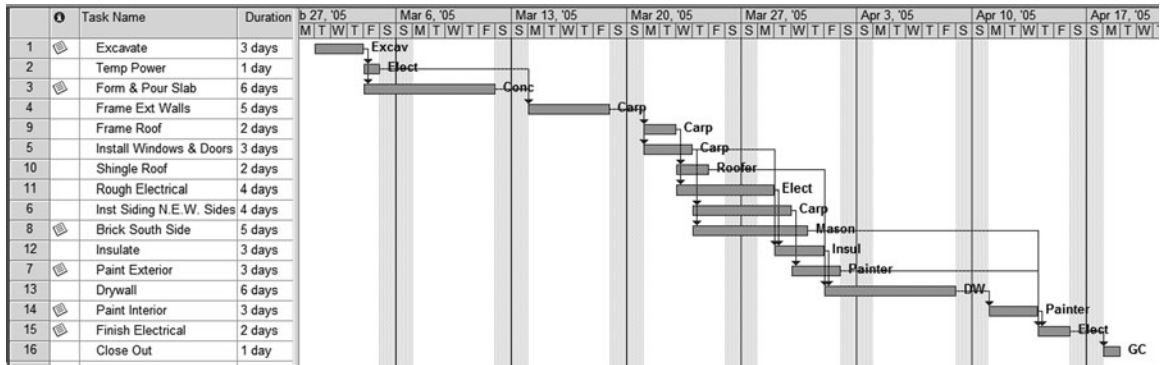 Task Name Duration b 27, '05 Mar 6, '05 Mar 13, '05 Mar 20, '05 Mar 27, '05 Apr 3, '05 Apr 10, '05 Apr 17, '05
M T W T F S S M T W T F S S M T W T F S S M T W T F S S M T W T F S S M T W T F S S M T W T F S S M T W T
1 Excavate 3 days Excav
2 Temp Power 1 day Elect
3 Form & Pour Slab 6 days Conc
4 Frame Ext Walls 5 days Carp
9 Frame Roof 2 days Carp
5 Install Windows & Doors 3 days Carp
10 Shingle Roof 2 days Roofer
11 Rough Electrical 4 days Elect
6 Inst Siding N.E.W. Sides 4 days Carp
8 Brick South Side 5 days Mason
12 Insulate 3 days Insul
7 Paint Exterior 3 days Painter
13 Drywall 6 days DW
14 Paint Interior 3 days Painter
15 Finish Electrical 2 days Elect
16 Close Out 1 day GC